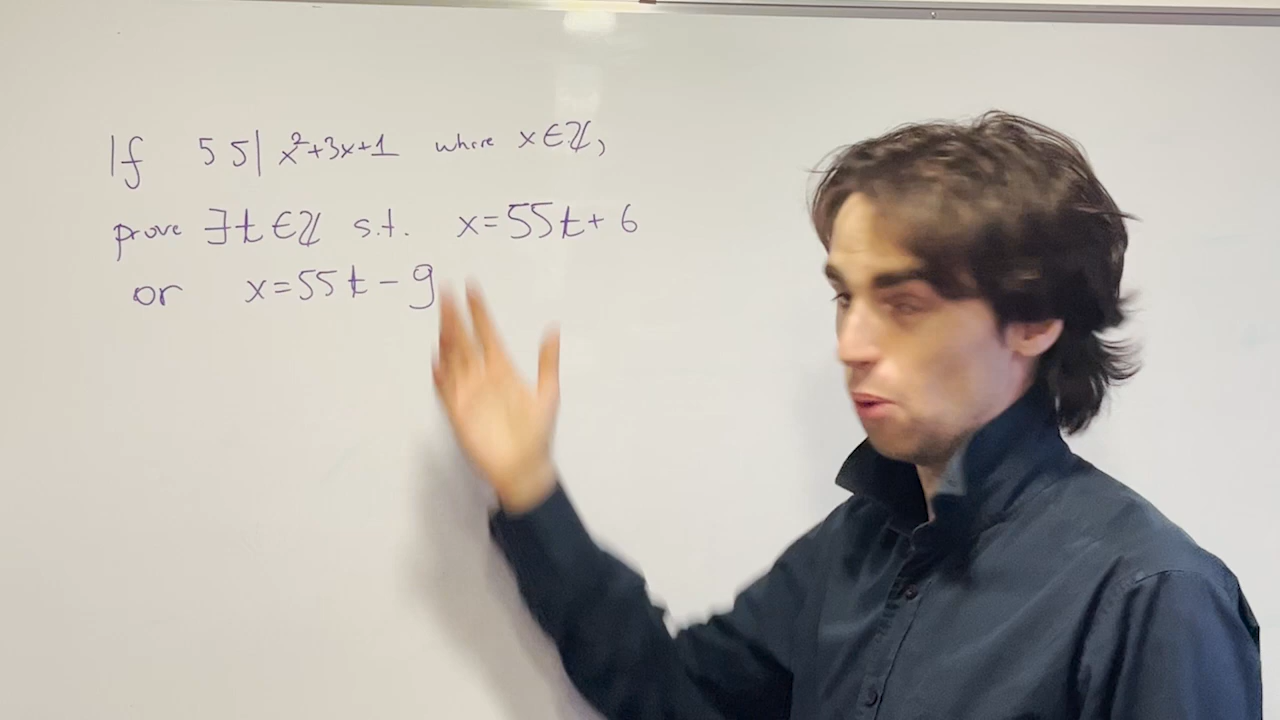 If 55| x²+3x+1 where x∈ℤ,
prove ∃t∈ℤ s.t. x=55t+6
or x=55t-9